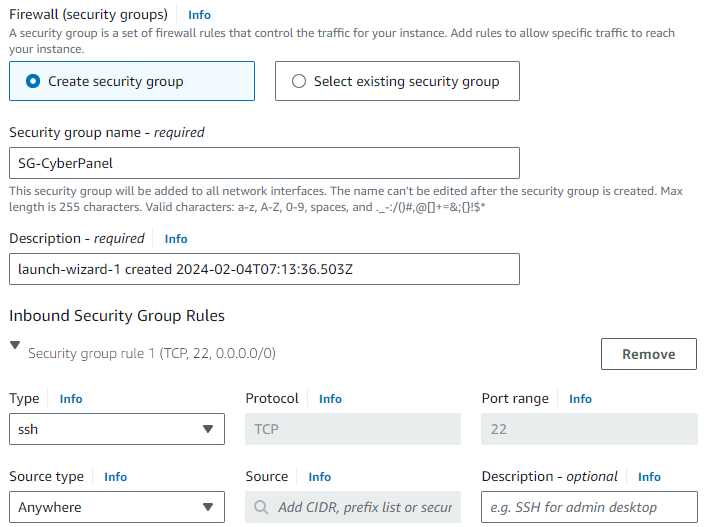 Firewall (security groups) Info
A security group is a set of firewall rules that control the traffic for your instance. Add rules to allow specific traffic to reach
your instance.
Create security group Select existing security group
Security group name - required
SG-CyberPanel
This security group will be added to all network interfaces. The name can't be edited after the security group is created. Max
length is 255 characters. Valid characters: a-z, A-Z, 0-9, spaces, and ._-:/()#,@[]+=&;{}!$*
Description - required Info
launch-wizard-1 created 2024-02-04T07:13:36.503Z
Inbound Security Group Rules
Security group rule 1 (TCP, 22, 0.0.0.0/0) Remove
Type Info Protocol Info Port range Info
ssh TCP 22
Source type Info Source Info Description - optional Info
Anywhere Add CIDR, prefix list or secur e.g. SSH for admin desktop